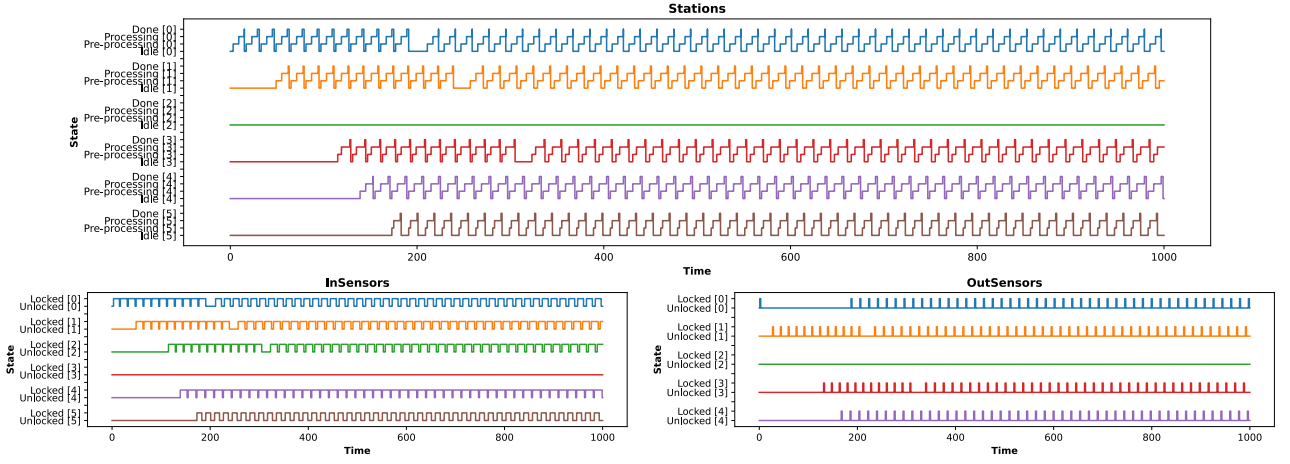 Stations
Done [0]
Processing [0]
Pre-processing [0]
Idle [0]
Done [1]
Processing [1]
Pre-processing [1]
Idle [1]
Done [2]
Processing [2]
Pre-processing [2]
Idle [2]
Done [3]
Processing [3]
Pre-processing [3]
Idle [3]
Done [4]
Processing [4]
Pre-processing [4]
Idle [4]
Done [5]
Processing [5]
Pre-processing [5]
Idle [5]
State
0 200 400 600 800 1000
Time
InSensors
Locked [0]
Unlocked [0]
Locked [1]
Unlocked [1]
Locked [2]
Unlocked [2]
Locked [3]
Unlocked [3]
Locked [4]
Unlocked [4]
Locked [5]
Unlocked [5]
State
0 200 400 600 800 1000
Time
OutSensors
Locked [0]
Unlocked [0]
Locked [1]
Unlocked [1]
Locked [2]
Unlocked [2]
Locked [3]
Unlocked [3]
Locked [4]
Unlocked [4]
State
0 200 400 600 800 1000
Time